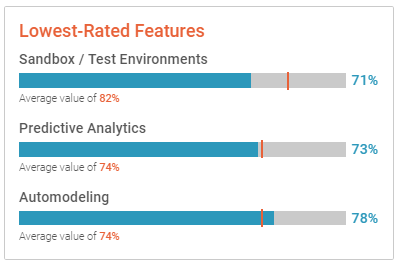 Lowest-Rated Features
Sandbox / Test Environments
71%
Average value of 82%
Predictive Analytics
73%
Average value of 74%
Automodeling
78%
Average value of 74%